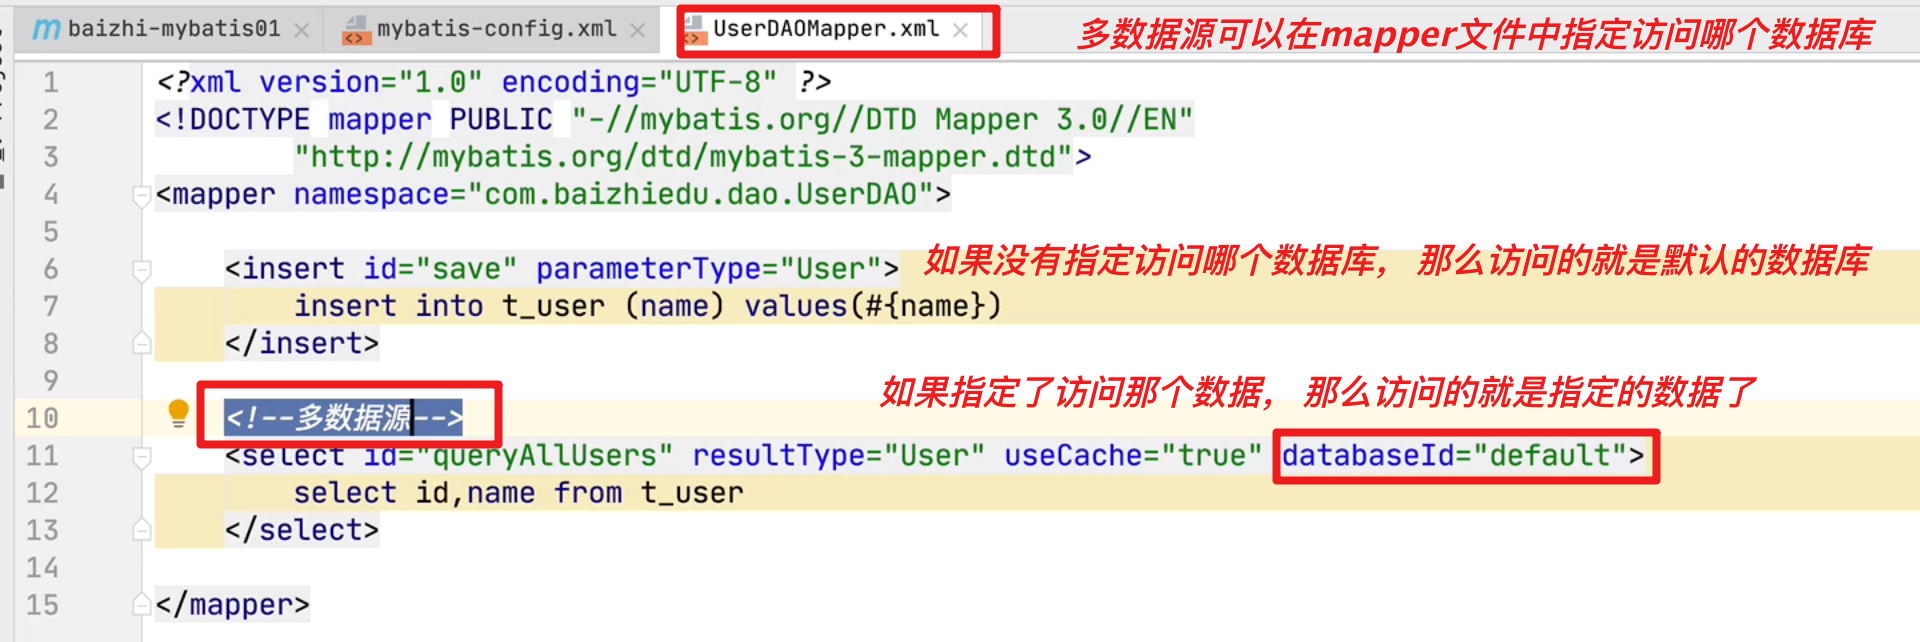 baizhi-mybatis01
mybatis-config.xml
UserDAOMapper.xml
多数据源可以在mapper文件中指定访问哪个数据库
1 <?xml version="1.0" encoding="UTF-8" ?>
2 <!DOCTYPE mapper PUBLIC "-//mybatis.org//DTD Mapper 3.0//EN"
3 "http://mybatis.org/dtd/mybatis-3-mapper.dtd">
4 <mapper namespace="com.baizhiedu.dao.UserDAO">
5
6 <insert id="save" parameterType="User"> 如果没有指定访问哪个数据库， 那么访问的就是默认的数据库
7 insert into t_user (name) values(#{name})
8 </insert>
9
如果指定了访问那个数据， 那么访问的就是指定的数据了
10 <!--多数据源-->
11 <select id="queryAllUsers" resultType="User" useCache="true" databaseId="default">
12 select id,name from t_user
13 </select>
14
15 </mapper>